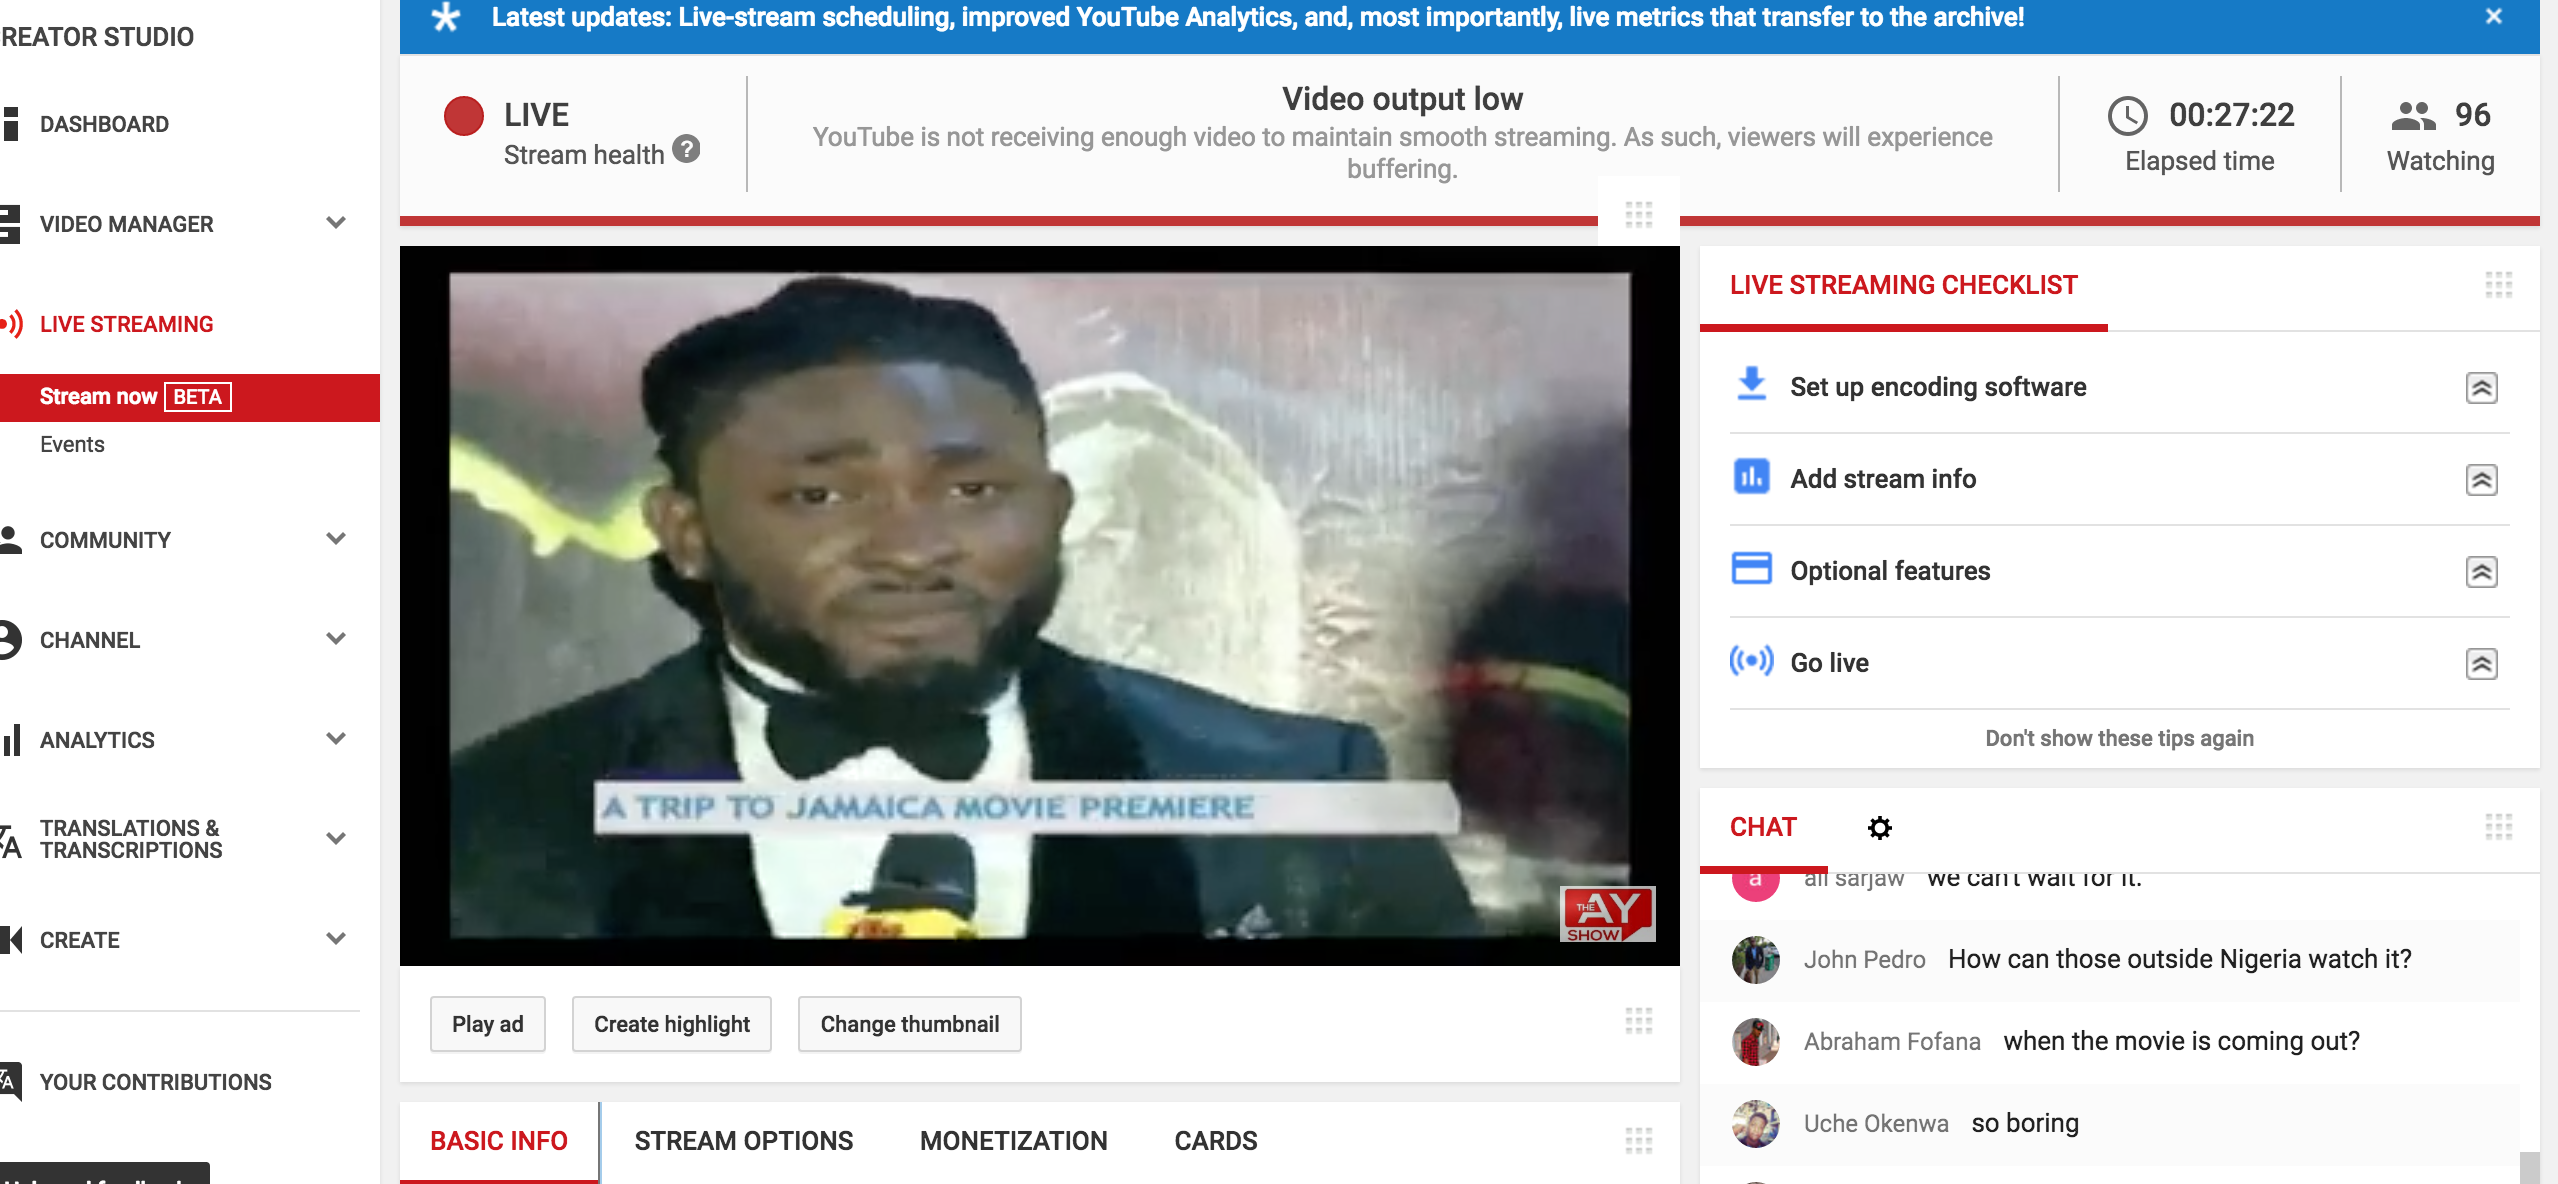 REATOR STUDIO
DASHBOARD
VIDEO MANAGER
LIVE STREAMING
Stream now BETA
Events
COMMUNITY
CHANNEL
ANALYTICS
TRANSLATIONS &
TRANSCRIPTIONS
CREATE
YOUR CONTRIBUTIONS
Latest updates: Live-stream scheduling, improved YouTube Analytics, and, most importantly, live metrics that transfer to the archive!
LIVE
Stream health ?
Video output low
YouTube is not receiving enough video to maintain smooth streaming. As such, viewers will experience
buffering.
00:27:22
Elapsed time
96
Watching
A TRIP TO JAMAICA MOVIE PREMIERE
THE AY
SHOW
Play ad
Create highlight
Change thumbnail
BASIC INFO
STREAM OPTIONS
MONETIZATION
CARDS
LIVE STREAMING CHECKLIST
Set up encoding software
Add stream info
Optional features
Go live
Don't show these tips again
CHAT
a ali sarjaw we can't wait for it.
John Pedro How can those outside Nigeria watch it?
Abraham Fofana when the movie is coming out?
Uche Okenwa so boring